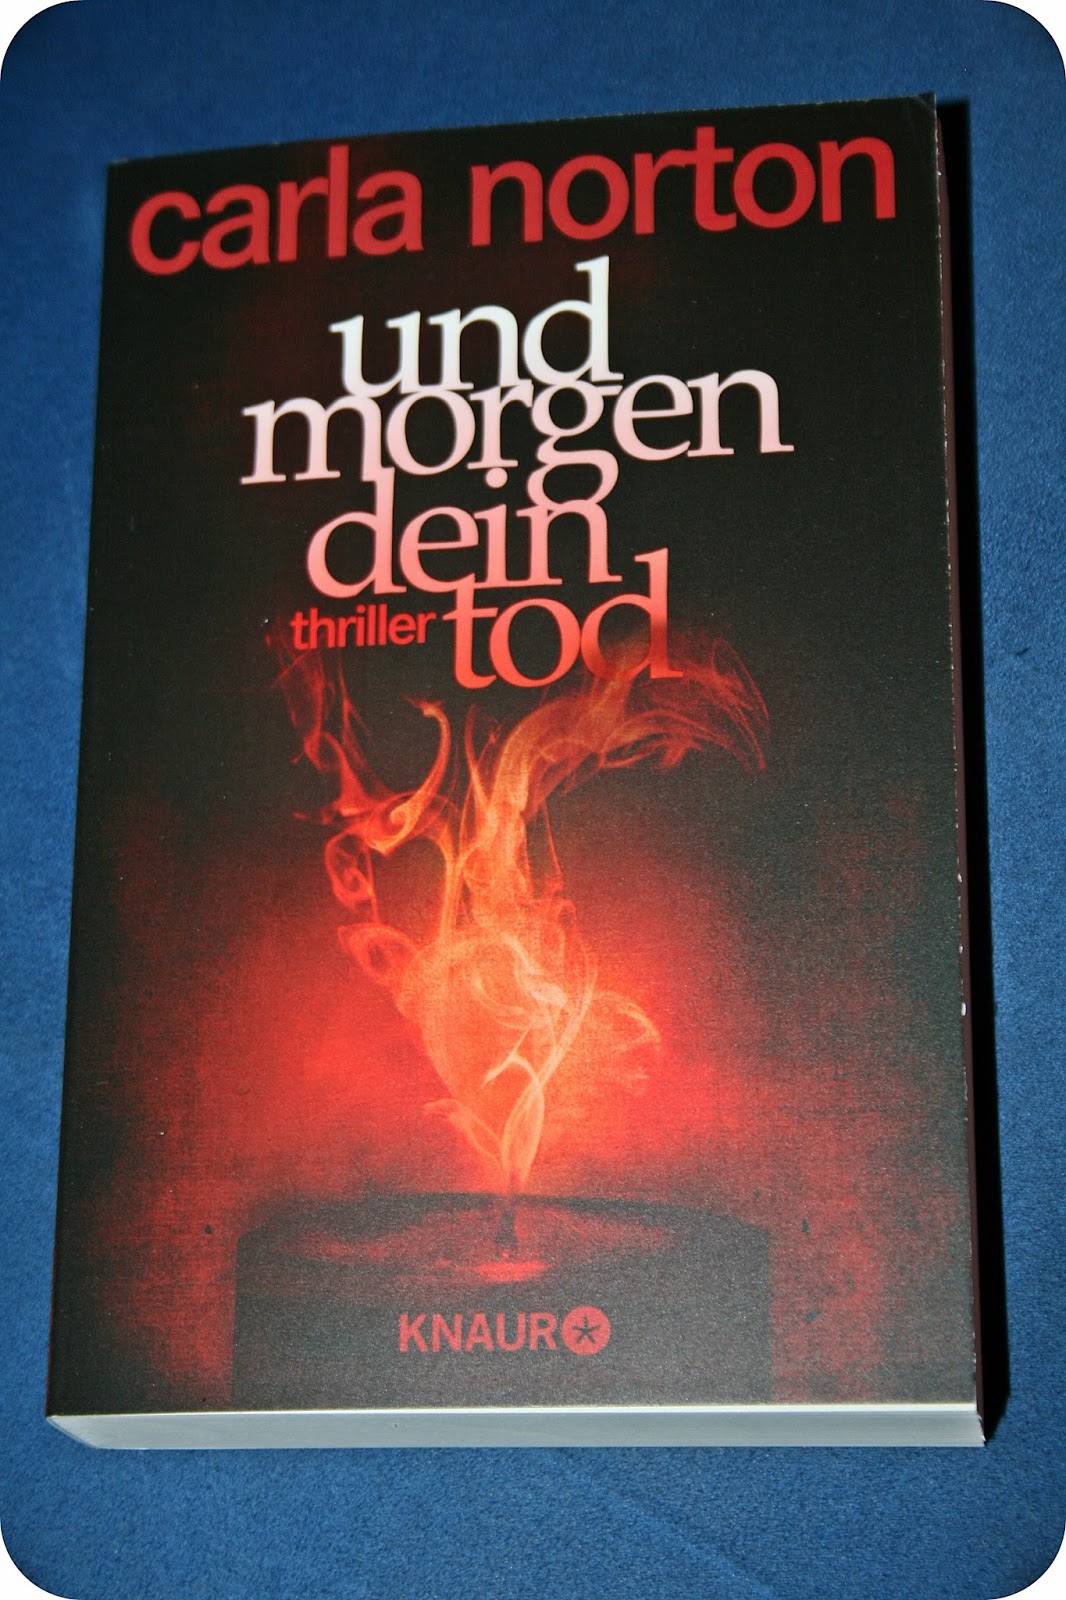 carla norton
und
morgen
dein
thriller tod
KNAUR